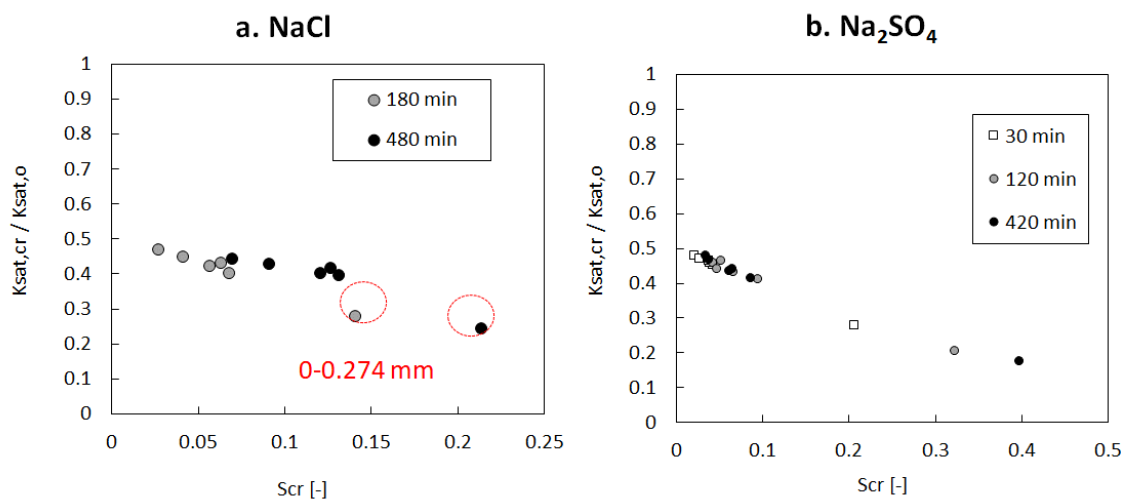 a. NaCl
1
0.9
0.8
0.7
0.6
0.5
0.4
0.3
0.2
0.1
0
Ksat,cr / Ksat,o
180 min
480 min
0-0.274 mm
0 0.05 0.1 0.15 0.2 0.25
Scr [-]
b. Na₂SO₄
1
0.9
0.8
0.7
0.6
0.5
0.4
0.3
0.2
0.1
0
Ksat,cr / Ksat,o
30 min
120 min
420 min
0 0.1 0.2 0.3 0.4 0.5
Scr [-]